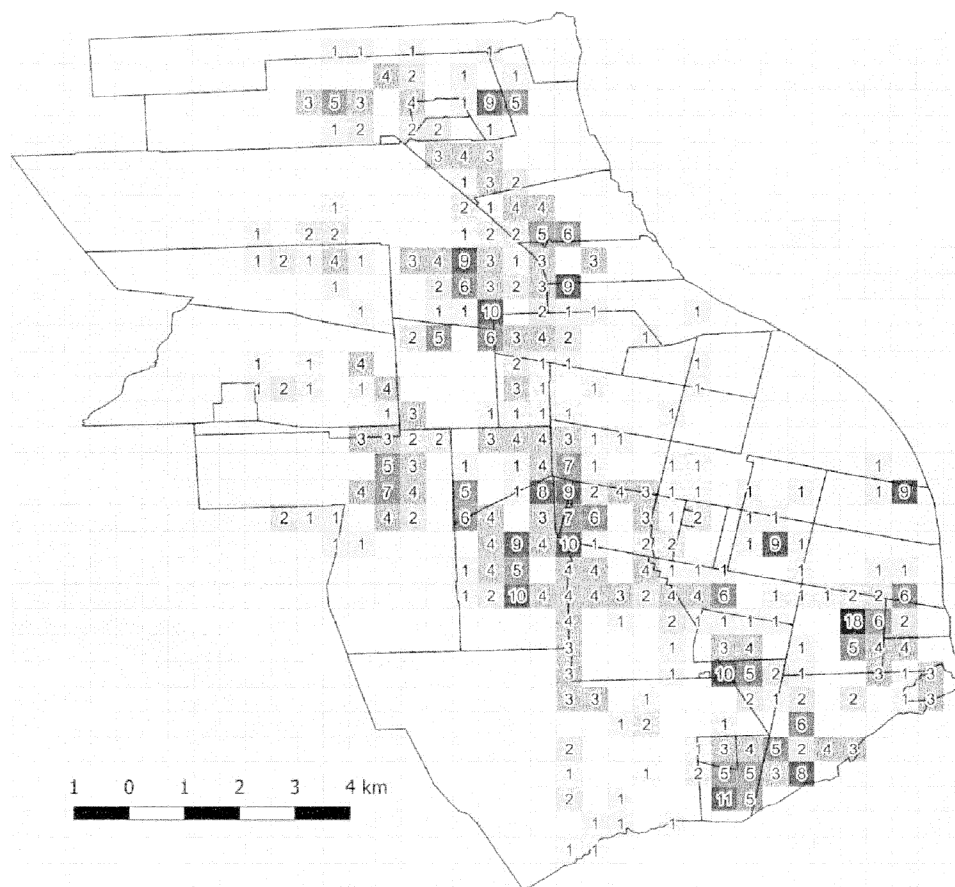 1 1 1 1
4 2 1 1
3 5 3 4 1 9 5
1 2 2 2 1
3 4 3
1 3 2
1 2 1 4 4
1 2 2 1 2 2 5 6
1 2 1 4 1 3 4 9 3 1 3 3
1 2 6 3 2 3 9
1 1 1 10 2 1 1 1
2 5 6 3 4 2 1
1 1 4 2 1 1 1
1 2 1 1 4 3 1 1 1
1 3 1 1 1 1 1
3 3 2 2 3 4 4 3 1 1
5 3 1 1 4 7 1 1 1 1
4 7 4 5 1 8 9 2 4 3 1 1 1 1 1 9
2 1 1 4 2 6 4 3 7 6 3 1 2 1 1
1 1 4 9 4 10 1 2 2 1 9 1
1 4 5 4 4 4 1 1 1 1 1 1
1 2 10 4 4 4 3 2 4 4 6 1 1 1 2 2 6
4 1 2 1 1 1 1 18 6 2
3 1 3 4 1 5 4 4
3 1 10 5 2 1 3 1 3
3 3 1 2 1 2 2 1 3
1 2 1 6
2 1 3 4 5 2 4 3
1 1 2 5 5 3 8
2 1 11 5
1 1 1
1 1
1 0 1 2 3 4 km